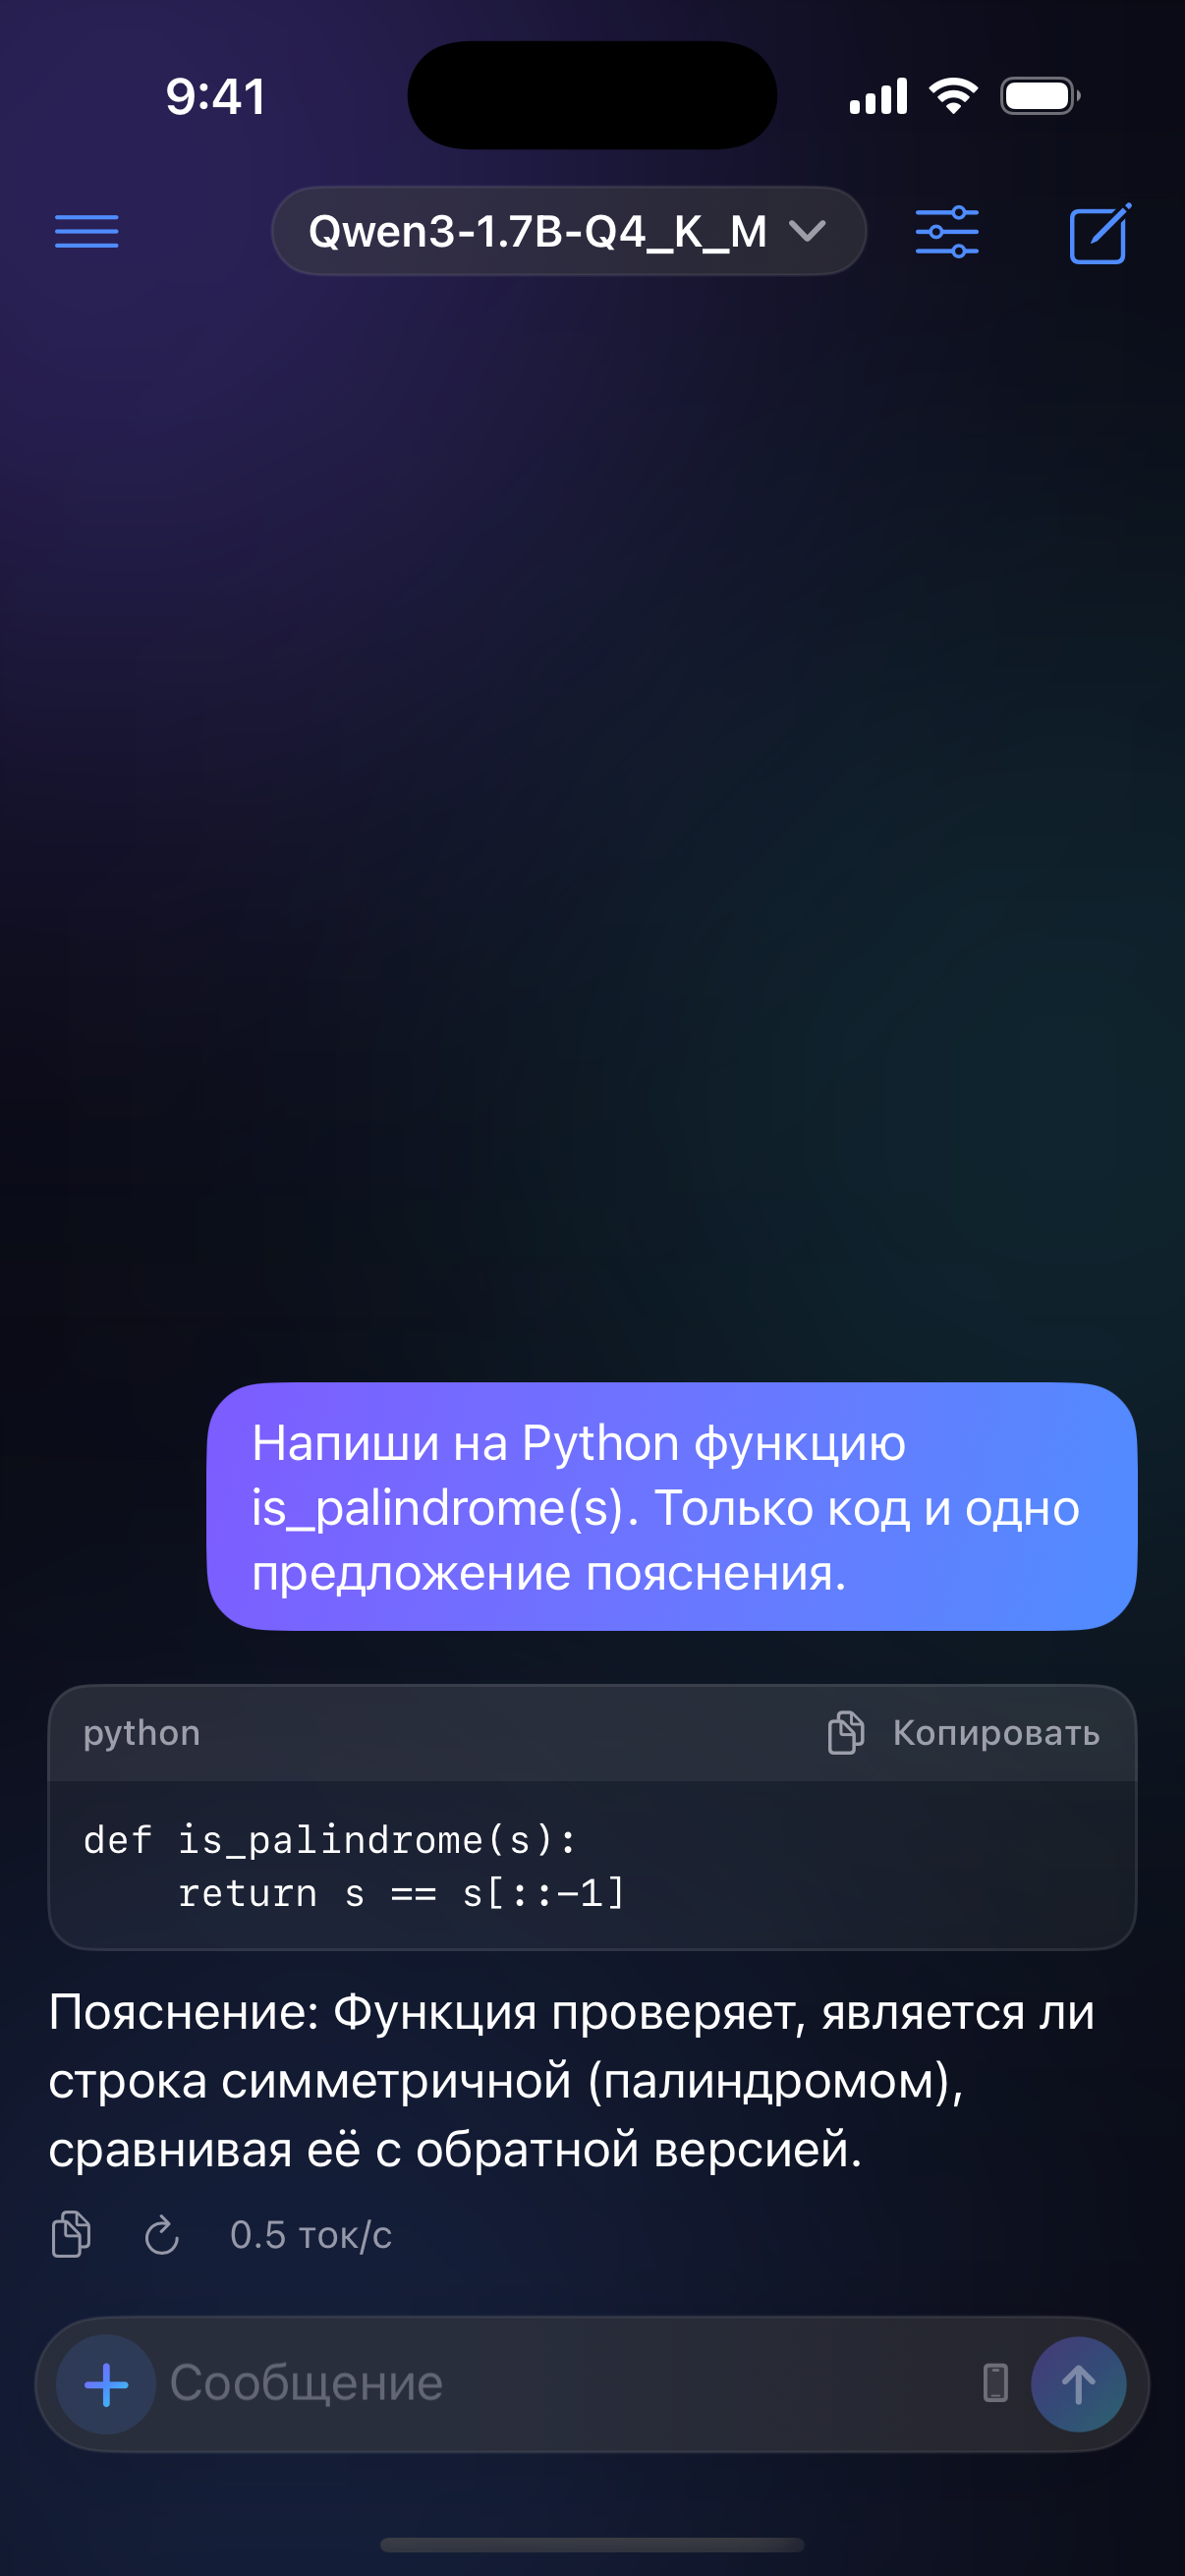 9:41
Qwen3-1.7B-Q4_K_M
Напиши на Python функцию
is_palindrome(s). Только код и одно
предложение пояснения.
python
Копировать
def is_palindrome(s):
    return s == s[::-1]
Пояснение: Функция проверяет, является ли
строка симметричной (палиндромом),
сравнивая её с обратной версией.
0.5 ток/с
Сообщение